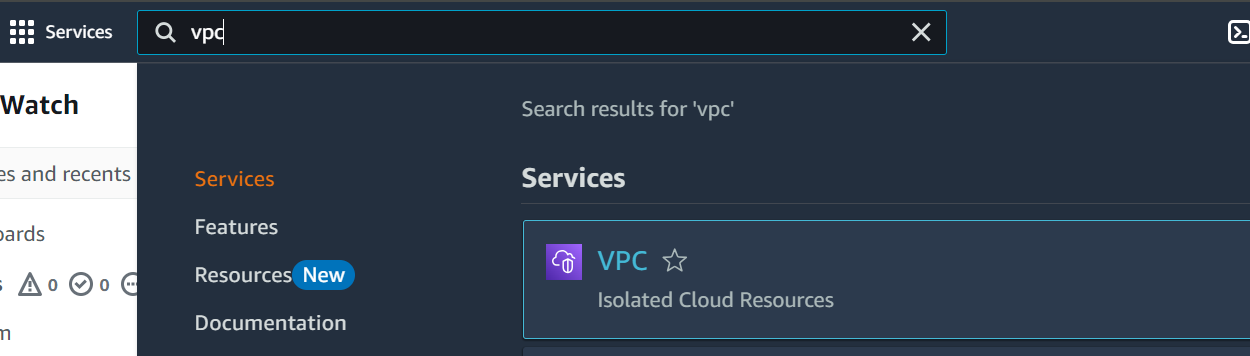 Services
vpc
Watch
Search results for 'vpc'
es and recents
Services
Services
Features
oards
VPC
Resources New
0 0
Isolated Cloud Resources
Documentation
m